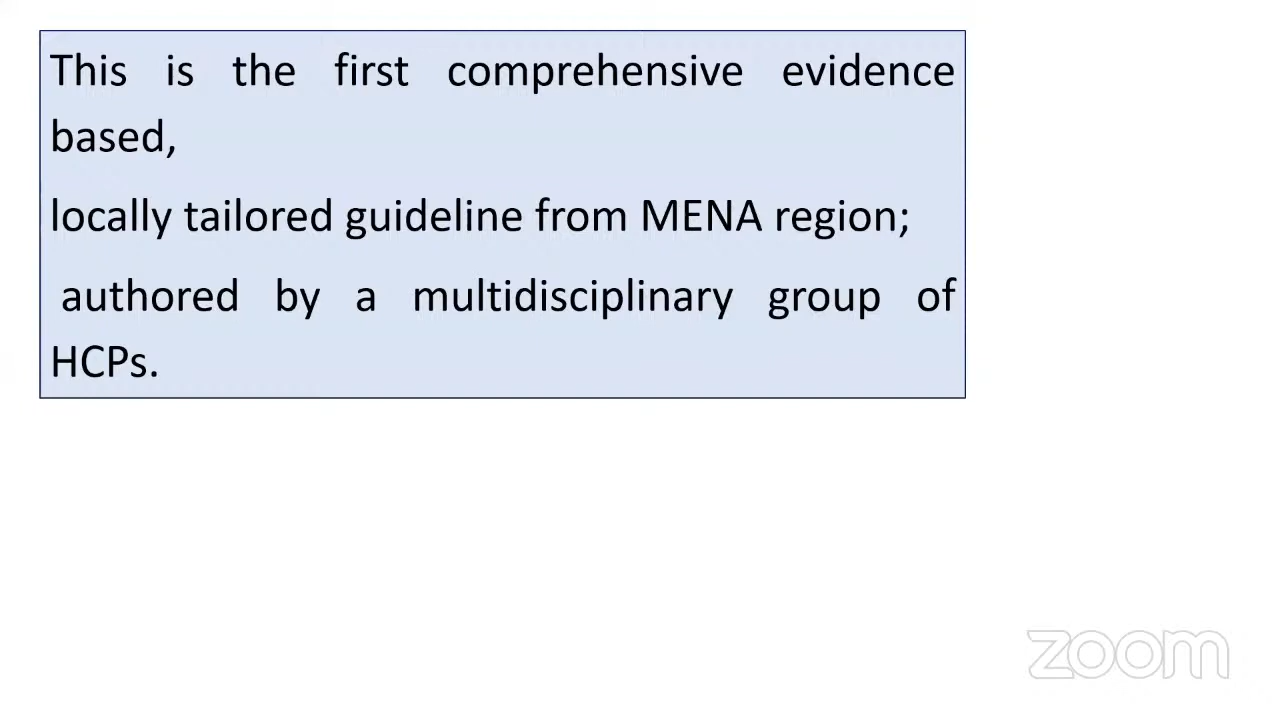 This is the first comprehensive evidence
based,
locally tailored guideline from MENA region;
authored by a multidisciplinary group of
HCPs.
zoom